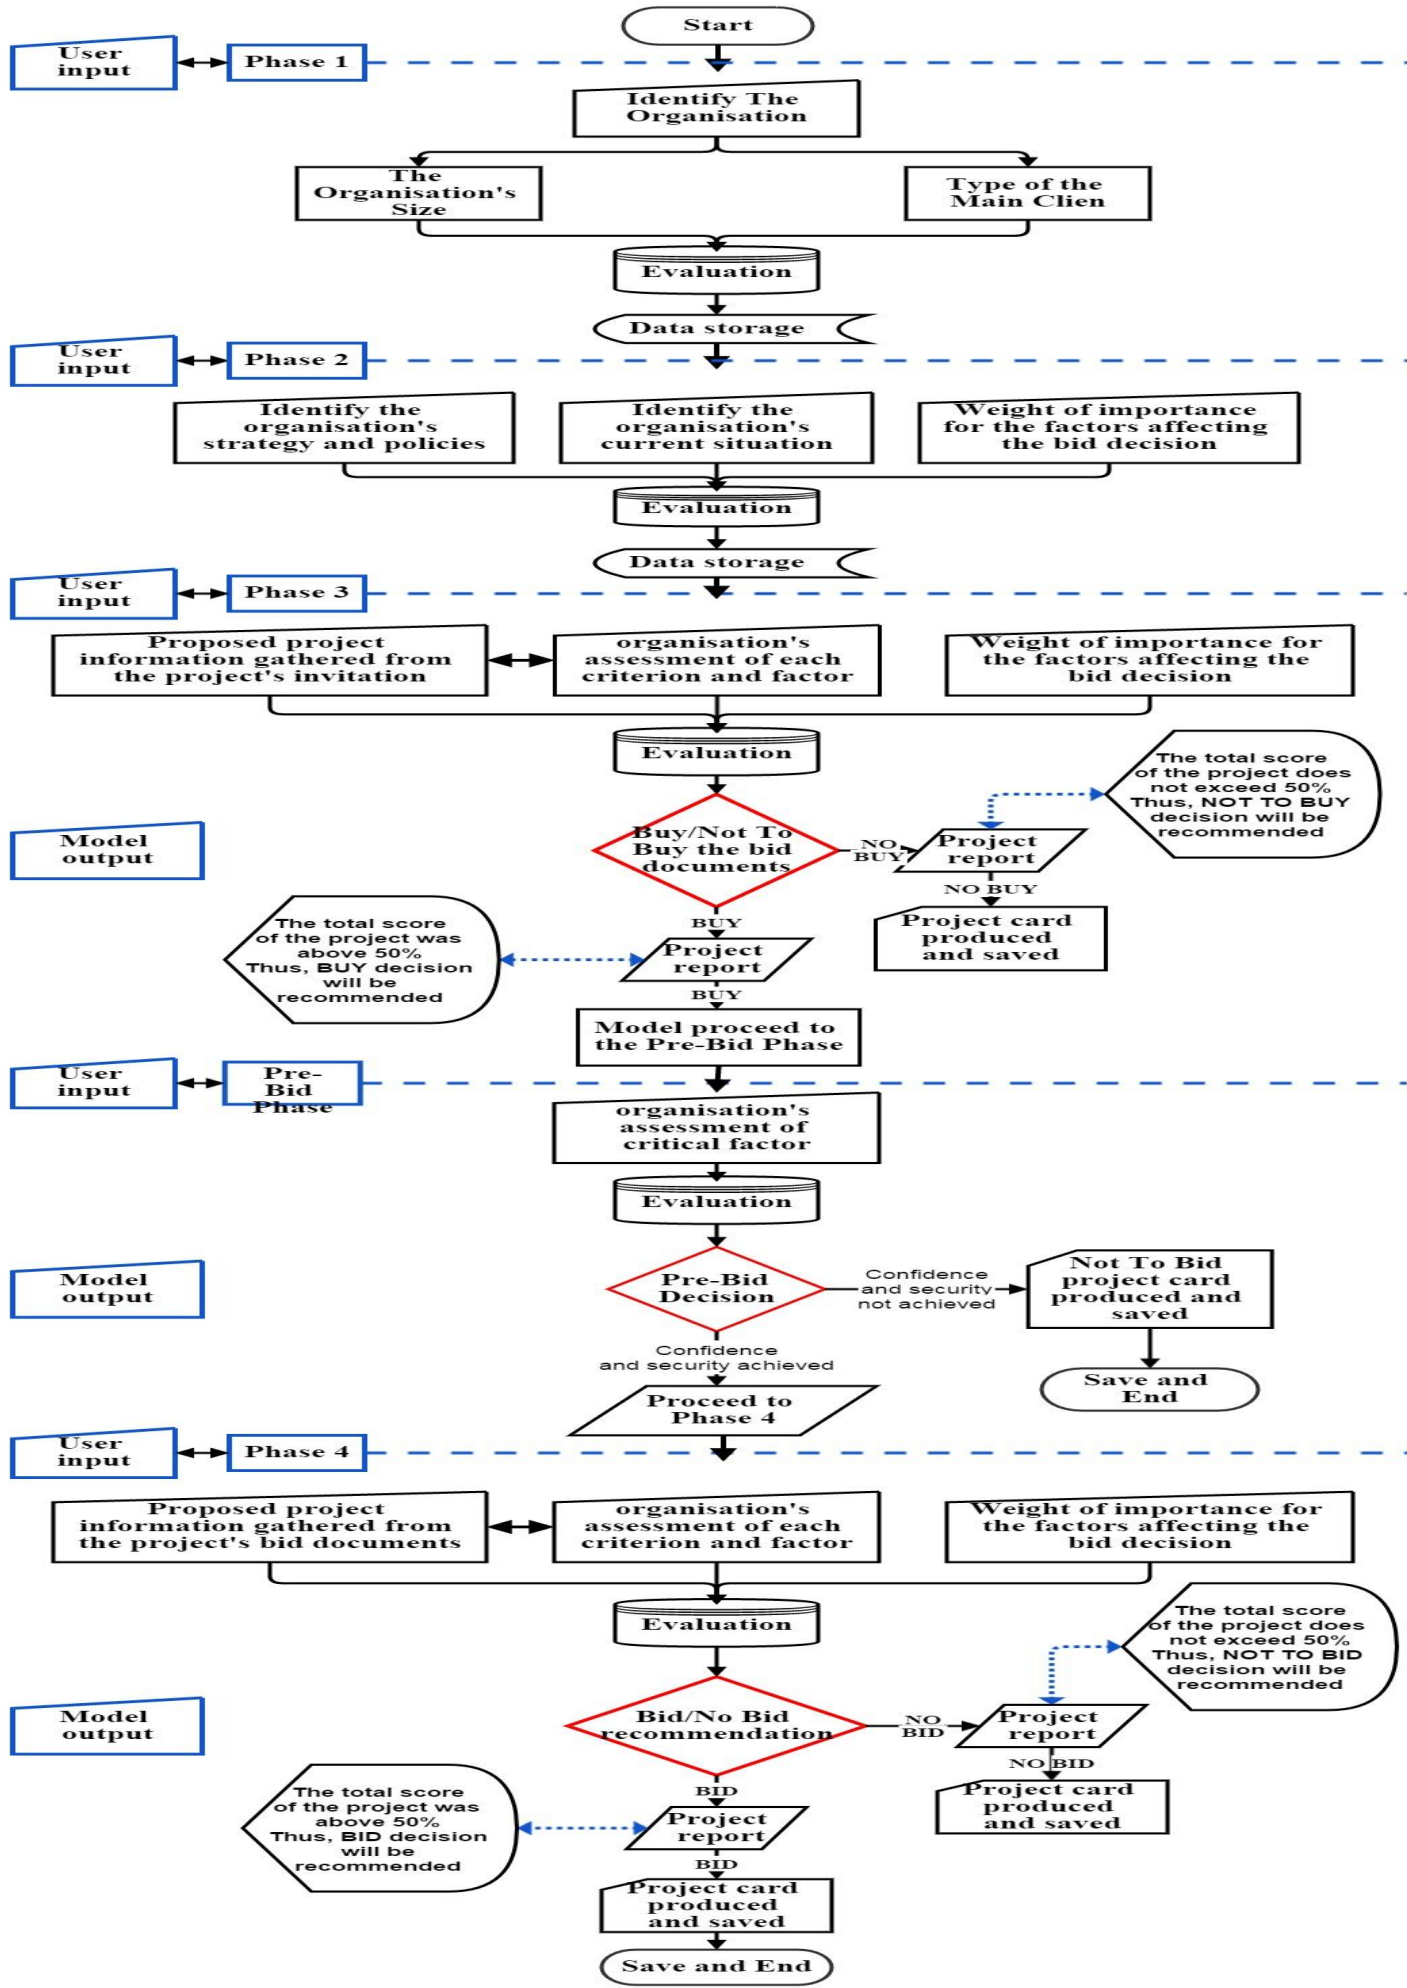 Start
User
input
Phase 1
Identify The
Organisation
The
Organisation's
Size
Type of the
Main Clien
Evaluation
Data storage
User
input
Phase 2
Identify the
organisation's
strategy and policies
Identify the
organisation's
current situation
Weight of importance
for the factors affecting
the bid decision
Evaluation
Data storage
User
input
Phase 3
Proposed project
information gathered from
the project's invitation
organisation's
assessment of each
criterion and factor
Weight of importance for
the factors affecting the
bid decision
Evaluation
The total score
of the project does
not exceed 50%
Thus, NOT TO BUY
decision will be
recommended
Model
output
Buy/Not To
Buy the bid
documents
NO
BUY
Project
report
NO BUY
Project card
produced
and saved
BUY
The total score
of the project was
above 50%
Thus, BUY decision
will be
recommended
Project
report
BUY
Model proceed to
the Pre-Bid Phase
User
input
Pre-
Bid
Phase
organisation's
assessment of
critical factor
Evaluation
Model
output
Pre-Bid
Decision
Confidence
and security
not achieved
Not To Bid
project card
produced and
saved
Confidence
and security achieved
Save and
End
Proceed to
Phase 4
User
input
Phase 4
Proposed project
information gathered from
the project's bid documents
organisation's
assessment of each
criterion and factor
Weight of importance for
the factors affecting the
bid decision
Evaluation
The total score
of the project does
not exceed 50%
Thus, NOT TO BID
decision will be
recommended
Model
output
Bid/No Bid
recommendation
NO
BID
Project
report
NO BID
Project card
produced
and saved
BID
The total score
of the project was
above 50%
Thus, BID decision
will be
recommended
Project
report
BID
Project card
produced
and saved
Save and End